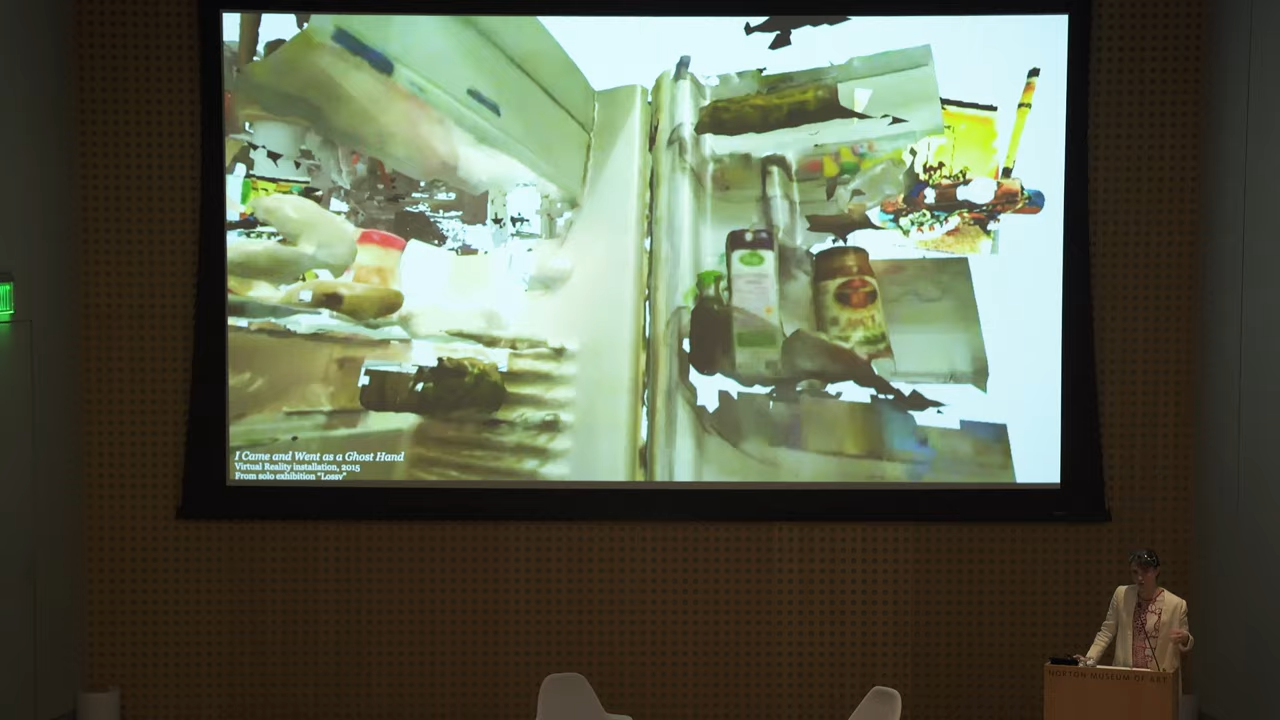 I Came and Went as a Ghost Hand
Virtual Reality installation, 2015
From solo exhibition "Lossy"
NORTON MUSEUM OF ART